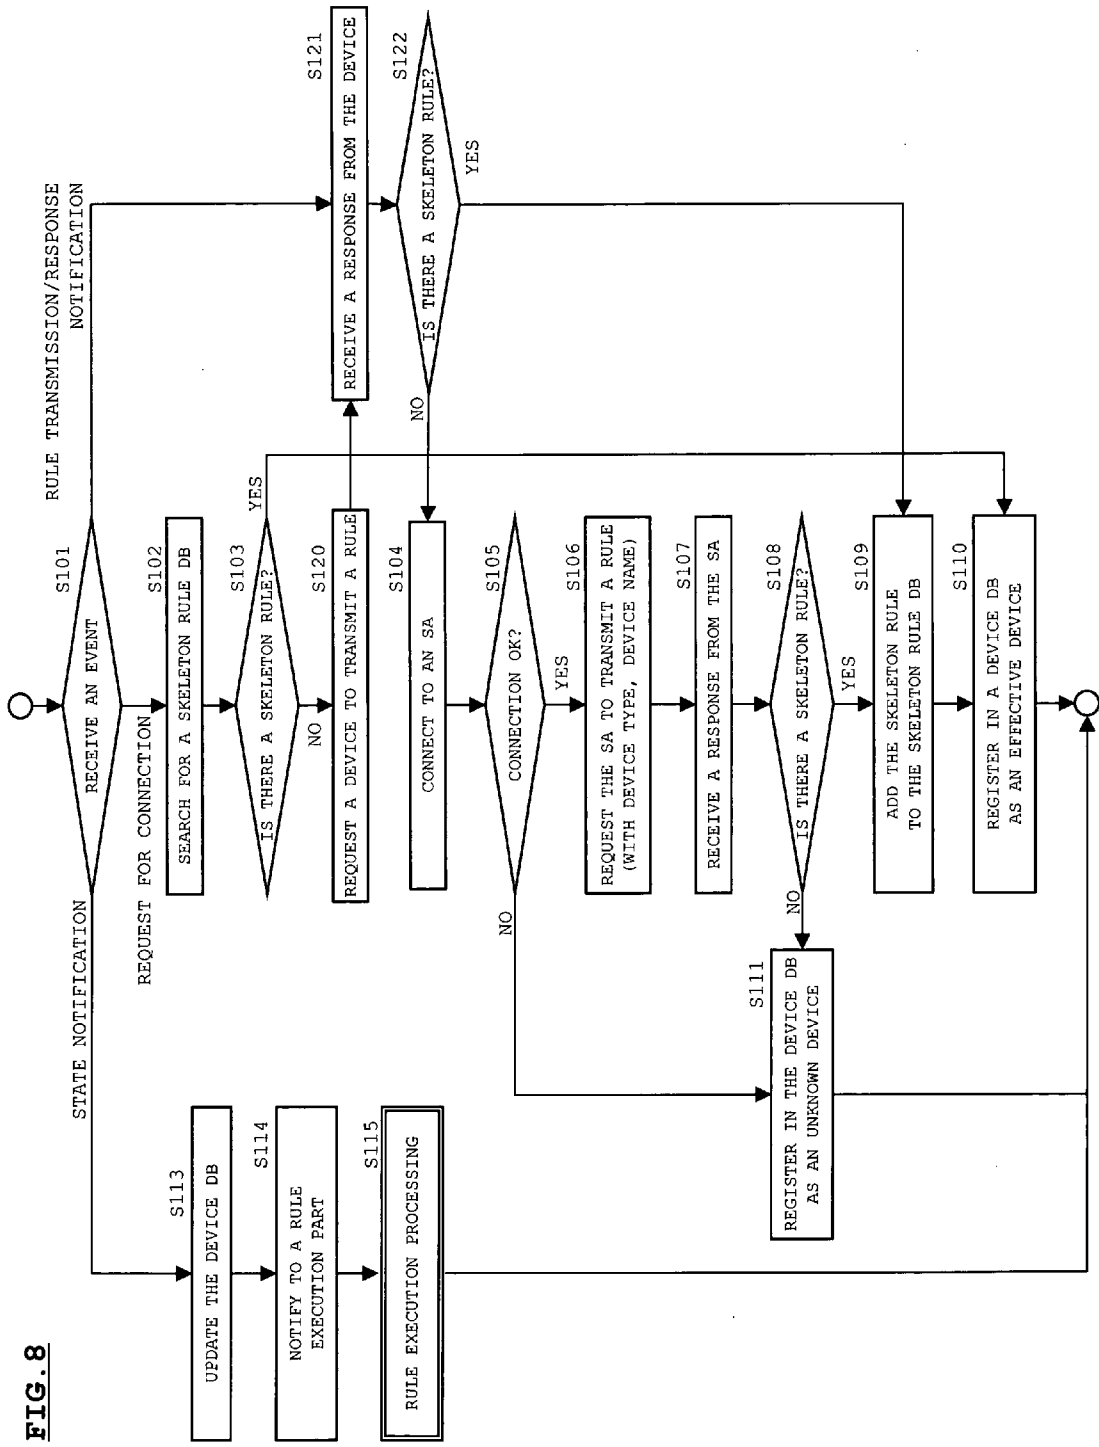 FIG.8
S101
RECEIVE AN EVENT
STATE NOTIFICATION
REQUEST FOR CONNECTION
RULE TRANSMISSION/RESPONSE
NOTIFICATION
S113
UPDATE THE DEVICE DB
S114
NOTIFY TO A RULE
EXECUTION PART
S115
RULE EXECUTION PROCESSING
S102
SEARCH FOR A SKELETON RULE DB
S103
IS THERE A SKELETON RULE?
YES
NO
S120
REQUEST A DEVICE TO TRANSMIT A RULE
S121
RECEIVE A RESPONSE FROM THE DEVICE
S122
IS THERE A SKELETON RULE?
YES
NO
S104
CONNECT TO AN SA
S105
CONNECTION OK?
NO
YES
S106
REQUEST THE SA TO TRANSMIT A RULE
(WITH DEVICE TYPE, DEVICE NAME)
S107
RECEIVE A RESPONSE FROM THE SA
S108
IS THERE A SKELETON RULE?
NO
YES
S111
REGISTER IN THE DEVICE DB
AS AN UNKNOWN DEVICE
S109
ADD THE SKELETON RULE
TO THE SKELETON RULE DB
S110
REGISTER IN A DEVICE DB
AS AN EFFECTIVE DEVICE